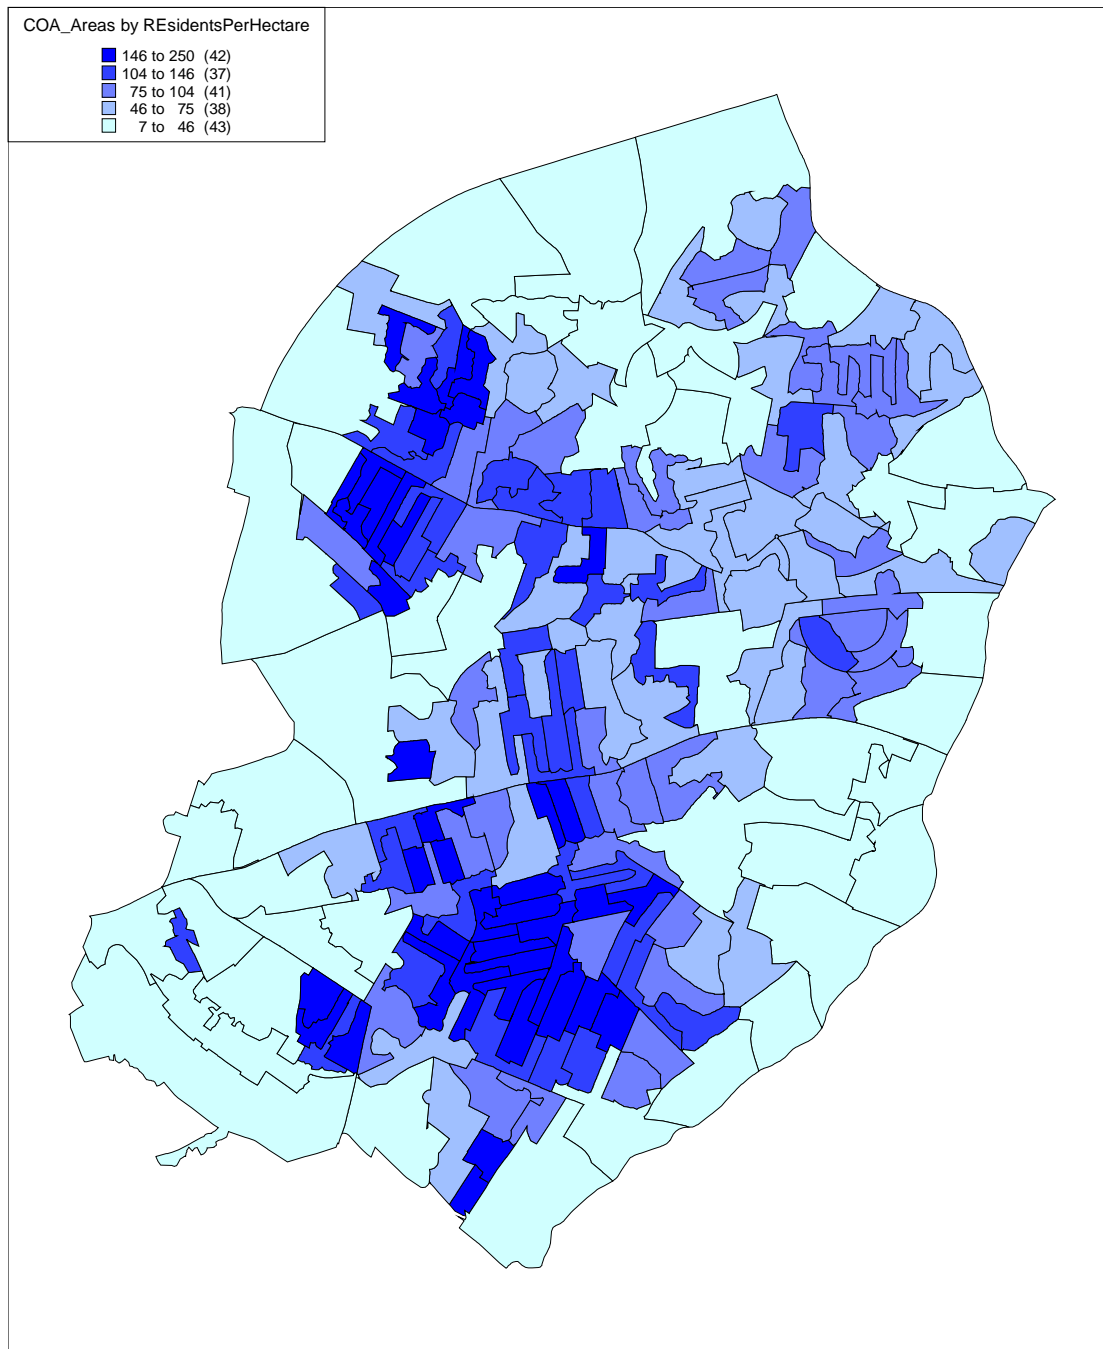 COA_Areas by REsidentsPerHectare
146 to 250 (42)
104 to 146 (37)
75 to 104 (41)
46 to 75 (38)
7 to 46 (43)